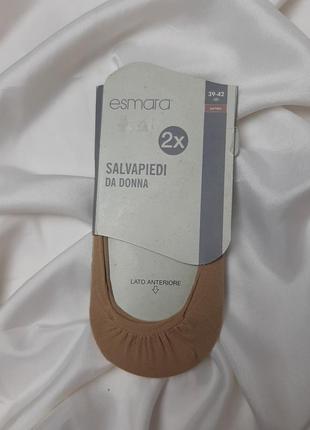 esmara
39-42
2x
SALVAPIEDI
DA DONNA
LATO ANTERIORE